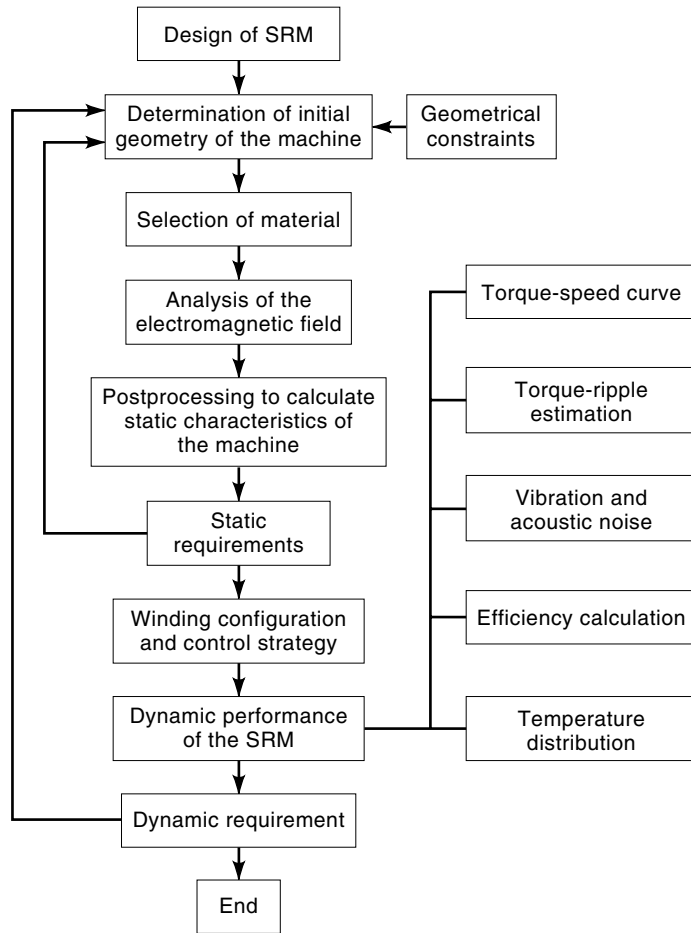 Design of SRM
Determination of initial
geometry of the machine
Geometrical
constraints
Selection of material
Analysis of the
electromagnetic field
Postprocessing to calculate
static characteristics of
the machine
Static
requirements
Winding configuration
and control strategy
Dynamic performance
of the SRM
Dynamic requirement
End
Torque-speed curve
Torque-ripple
estimation
Vibration and
acoustic noise
Efficiency calculation
Temperature
distribution